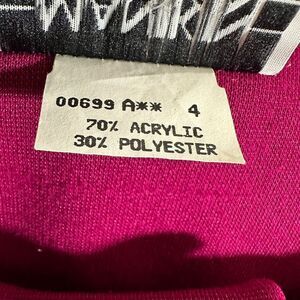 00699 A** 4
70% ACRYLIC
30% POLYESTER